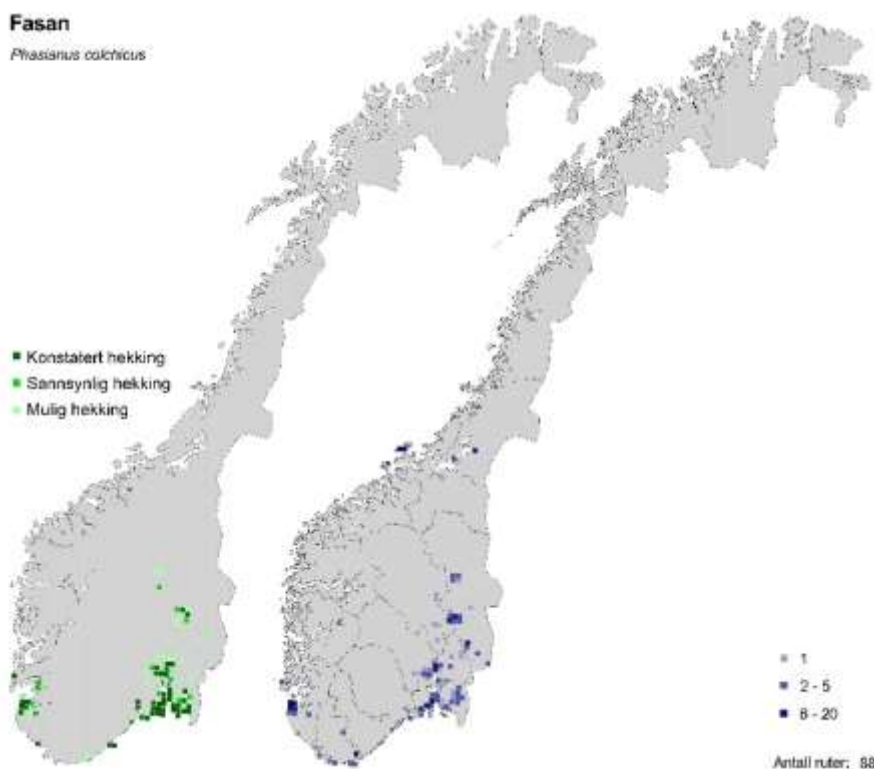 Fasan
Phasianus colchicus
Konstatert hekking
Sannsynlig hekking
Mulig hekking
1
2 - 5
6 - 20
Antall ruter: